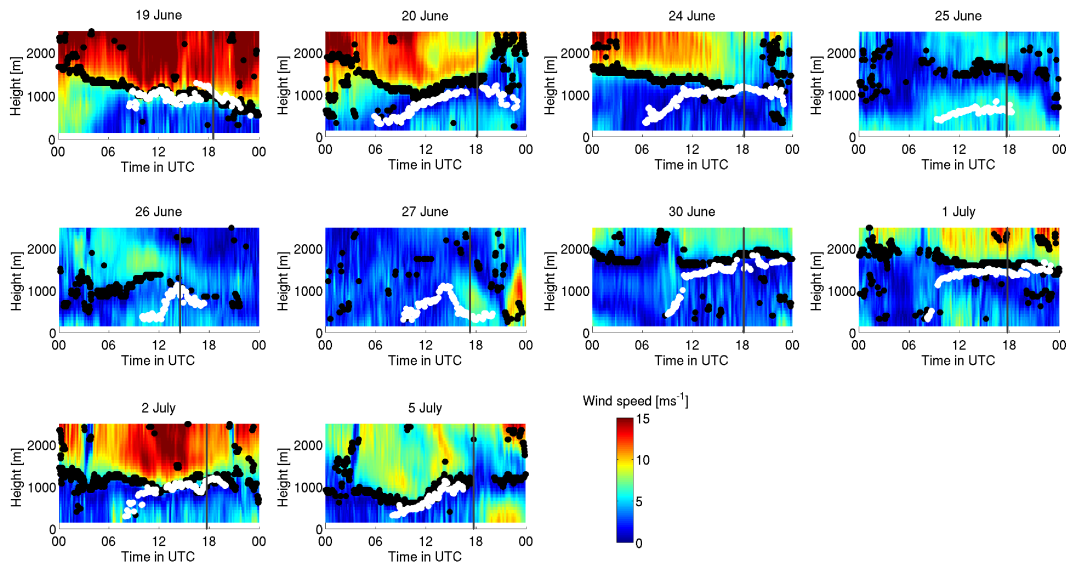 19 June
20 June
24 June
25 June
Height [m]
2000
1000
0
00 06 12 18 00
Time in UTC
Height [m]
2000
1000
0
00 06 12 18 00
Time in UTC
Height [m]
2000
1000
0
00 06 12 18 00
Time in UTC
Height [m]
2000
1000
0
00 06 12 18 00
Time in UTC
26 June
27 June
30 June
1 July
Height [m]
2000
1000
0
00 06 12 18 00
Time in UTC
Height [m]
2000
1000
0
00 06 12 18 00
Time in UTC
Height [m]
2000
1000
0
00 06 12 18 00
Time in UTC
Height [m]
2000
1000
0
00 06 12 18 00
Time in UTC
2 July
5 July
Height [m]
2000
1000
0
00 06 12 18 00
Time in UTC
Height [m]
2000
1000
0
00 06 12 18 00
Time in UTC
Wind speed [ms⁻¹]
15
10
5
0